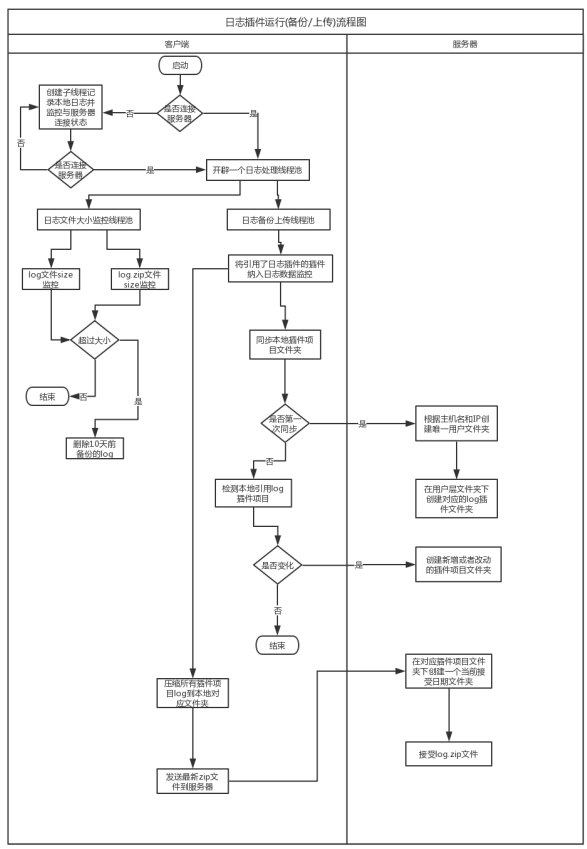 日志插件运行(备份/上传)流程图
客户端
服务器
启动
创建子线程记
录本地日志并
监控与服务器
连接状态
否
是否连接
服务器
是
否
是否连接
服务器
是
开辟一个日志处理线程池
日志文件大小监控线程池
日志备份上传线程池
log文件size
监控
log.zip文件
size监控
将引用了日志插件的插件
纳入日志数据监控
超过大小
同步本地插件项
目文件夹
结束
否
是
删除10天前
备份的log
是否第一
次同步
是
根据主机名和IP创
建唯一用户文件夹
否
检测本地引用log
插件项目
在用户层文件夹下
创建对应的log插
件文件夹
是否变化
是
创建新增或者改动
的插件项目文件夹
否
结束
压缩所有插件项
目log到本地对
应文件夹
在对应插件项目文件
夹下创建一个当前接
受日期文件夹
发送最新zip文
件到服务器
接受log.zip文件